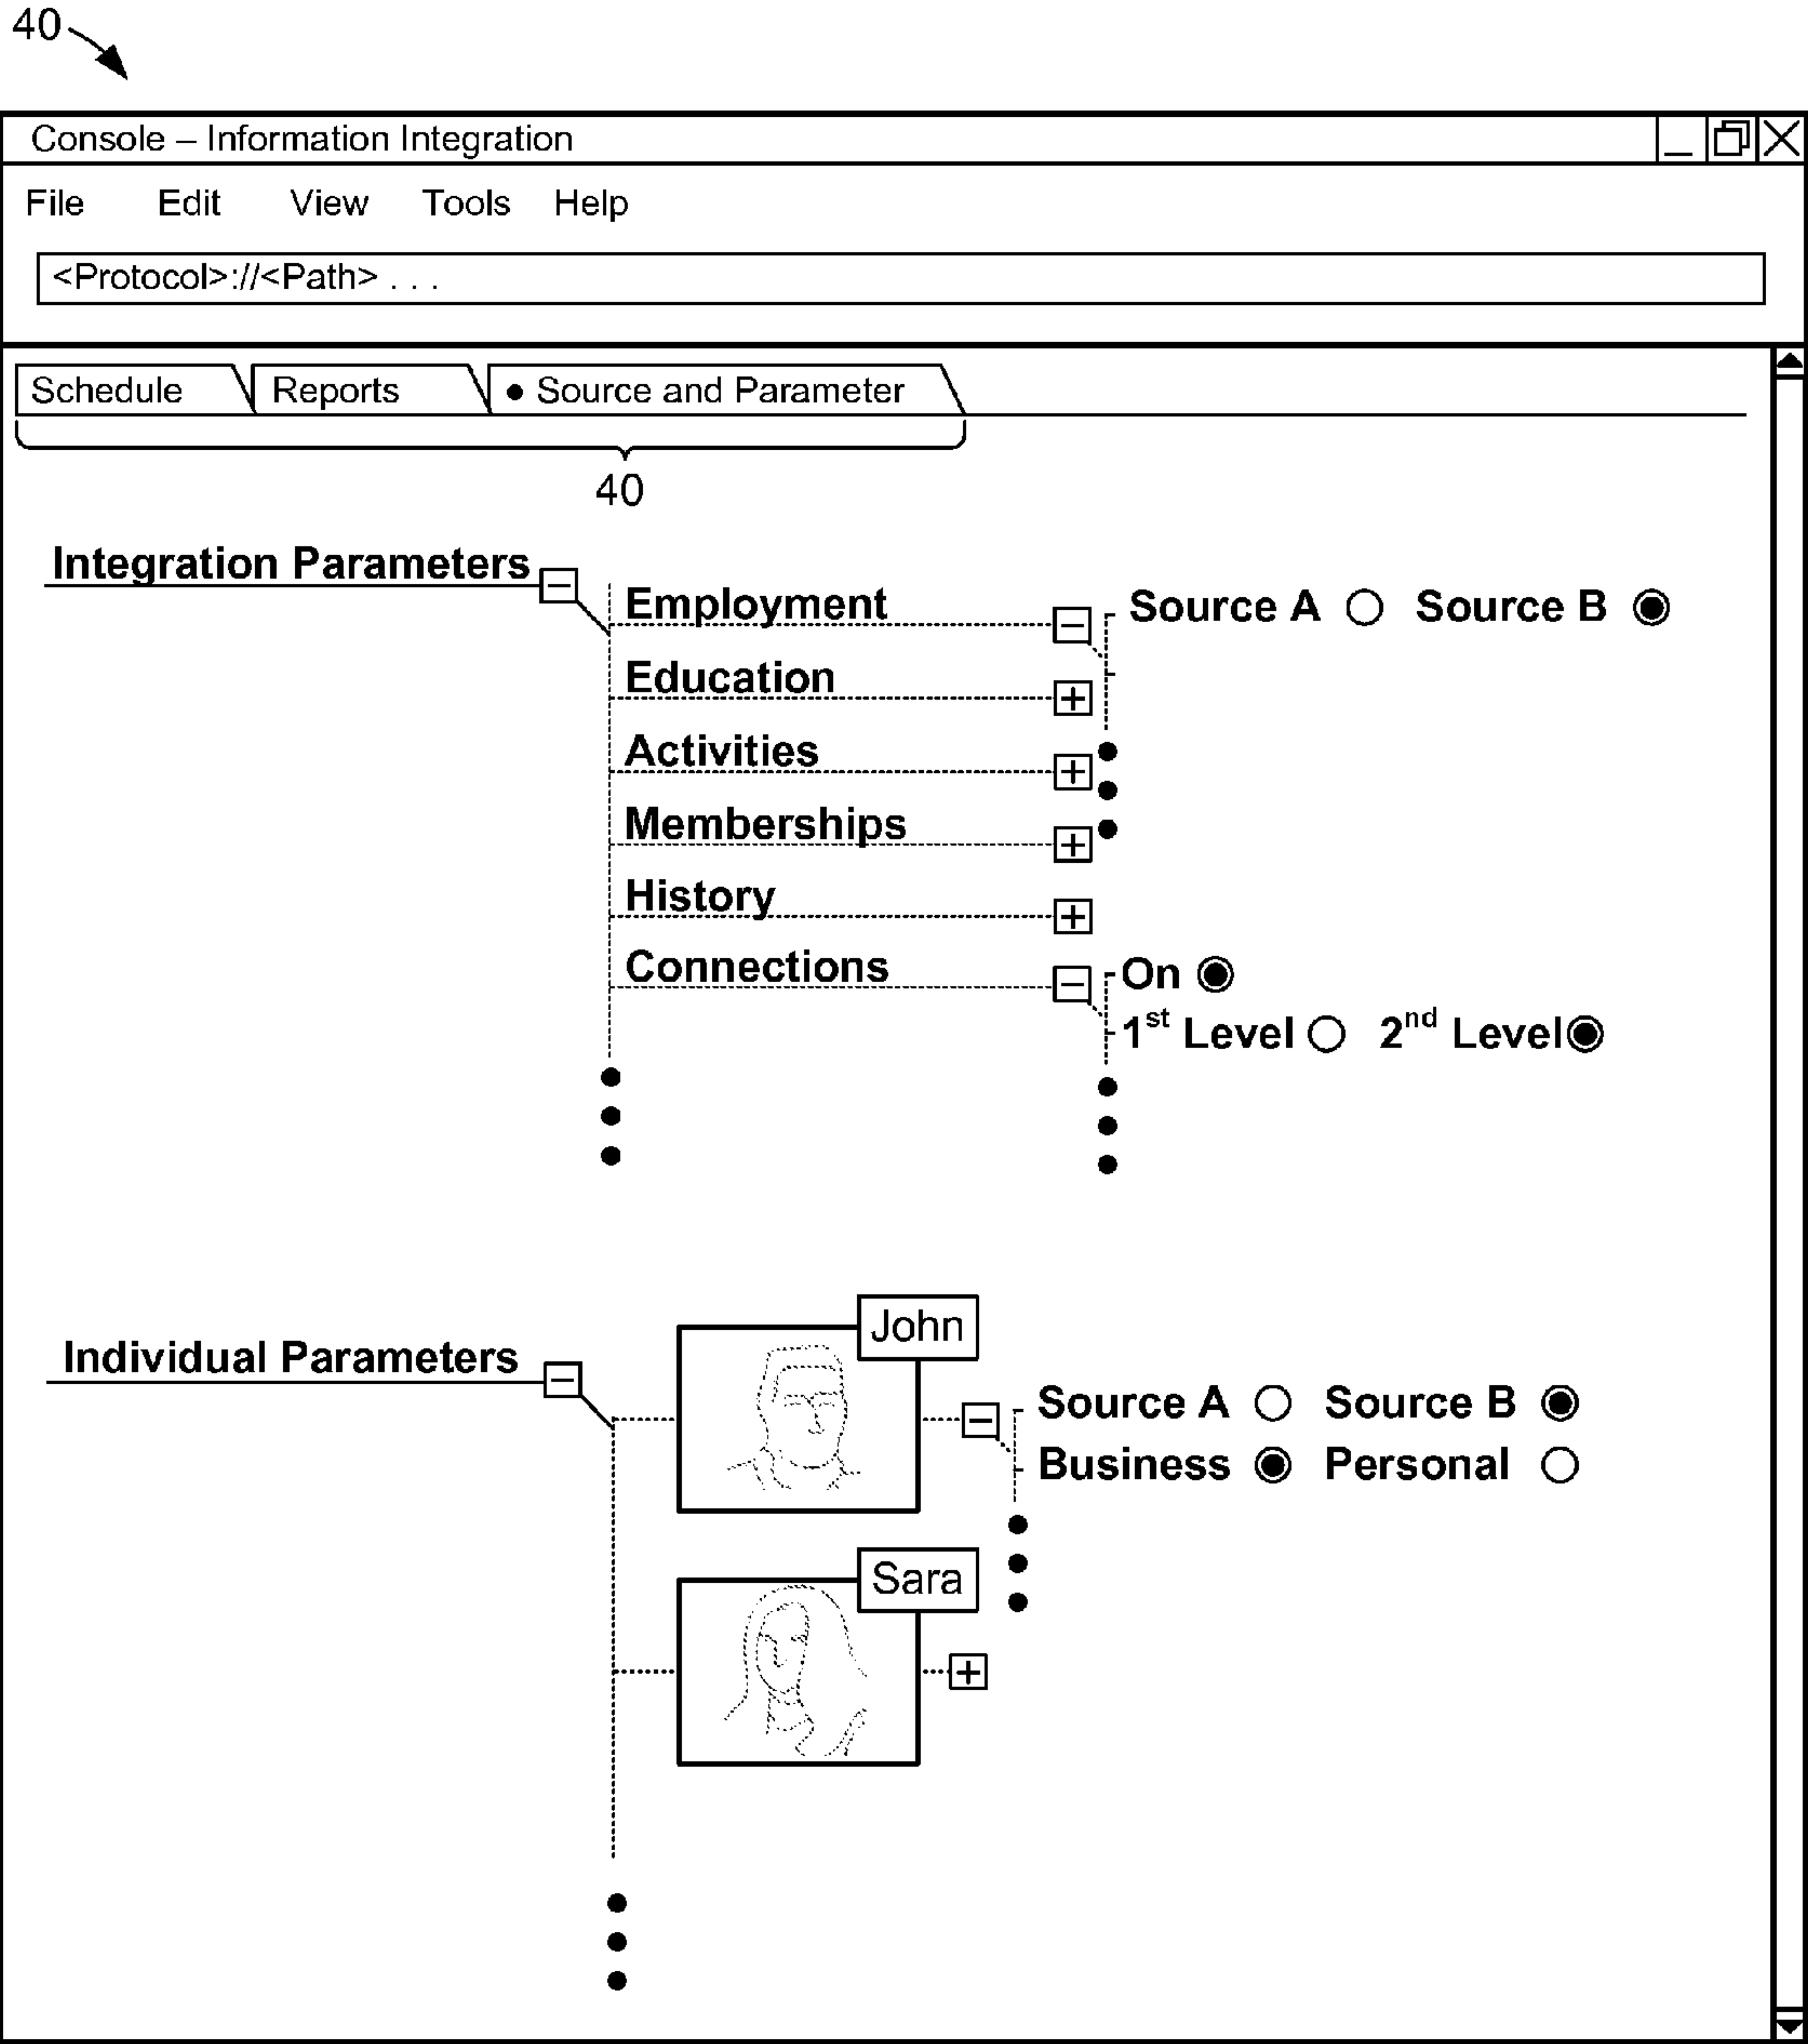 40
Console – Information Integration
File Edit View Tools Help
<Protocol>://<Path> . . .
Schedule Reports • Source and Parameter
40
Integration Parameters
Employment Source A Source B
Education
Activities
Memberships
History
Connections On
1st Level 2nd Level
John
Individual Parameters
Source A Source B
Business Personal
Sara